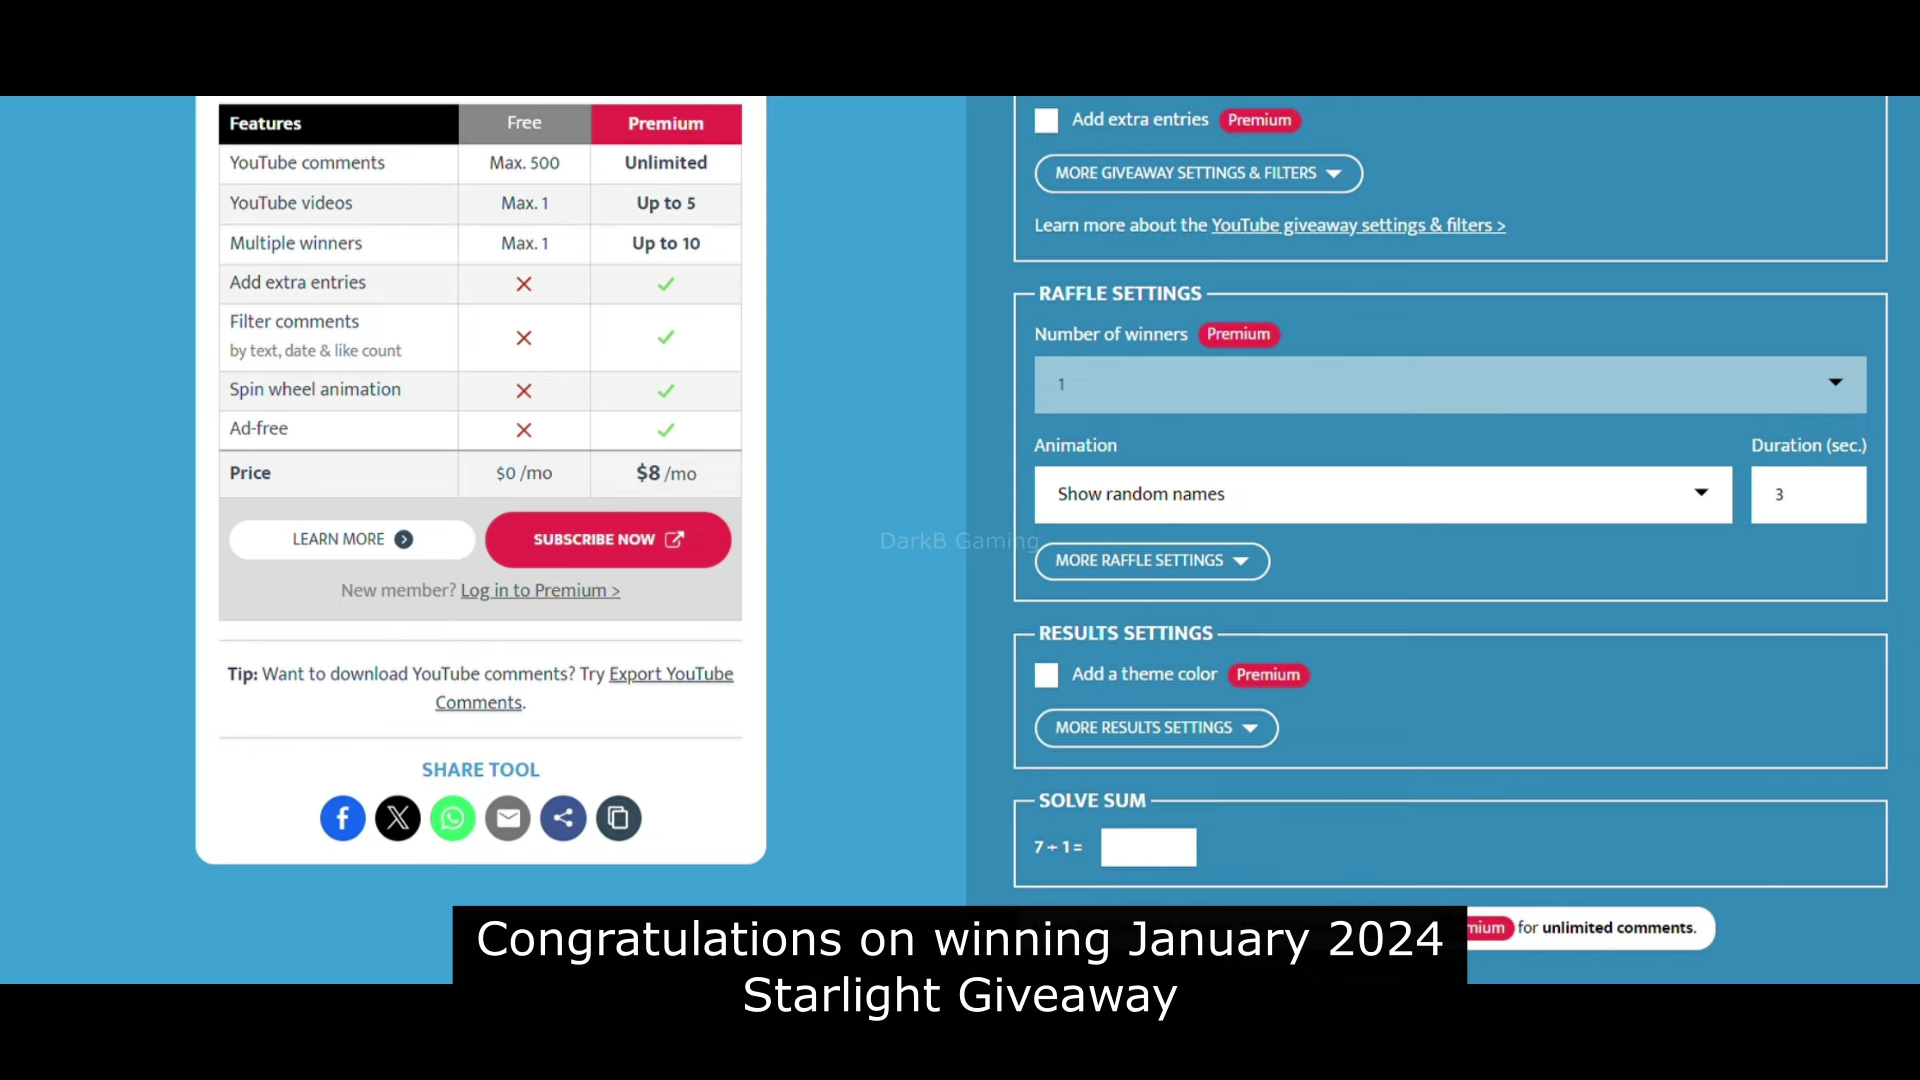 Features Free Premium
YouTube comments Max. 500 Unlimited
YouTube videos Max. 1 Up to 5
Multiple winners Max. 1 Up to 10
Add extra entries
Filter comments
by text, date & like count
Spin wheel animation
Ad-free
Price $0 /mo $8 /mo
LEARN MORE SUBSCRIBE NOW
New member? Log in to Premium >
Tip: Want to download YouTube comments? Try Export YouTube
Comments.
SHARE TOOL
Add extra entries Premium
MORE GIVEAWAY SETTINGS & FILTERS
Learn more about the YouTube giveaway settings & filters >
RAFFLE SETTINGS
Number of winners Premium
1
Animation Duration (sec.)
Show random names 3
MORE RAFFLE SETTINGS
RESULTS SETTINGS
Add a theme color Premium
MORE RESULTS SETTINGS
SOLVE SUM
7 + 1 =
for unlimited comments.
DarkB Gaming
Congratulations on winning January 2024
Starlight Giveaway